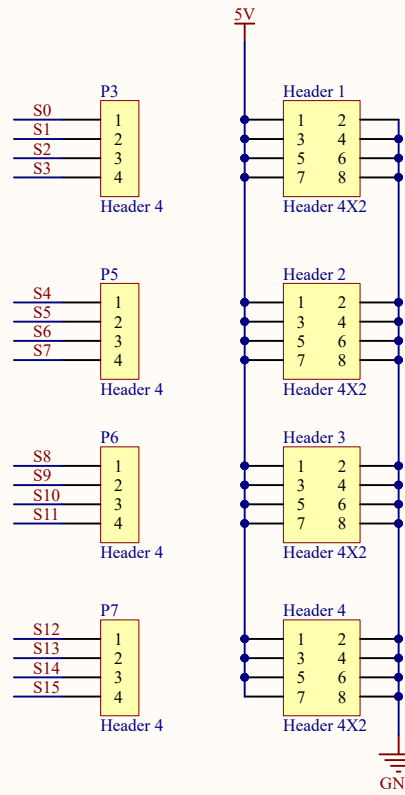 5V
P3
Header 1
S0 1
S1 2
S2 3
S3 4
1 2
3 4
5 6
7 8
Header 4
Header 4X2
P5
Header 2
S4 1
S5 2
S6 3
S7 4
1 2
3 4
5 6
7 8
Header 4
Header 4X2
P6
Header 3
S8 1
S9 2
S10 3
S11 4
1 2
3 4
5 6
7 8
Header 4
Header 4X2
P7
Header 4
S12 1
S13 2
S14 3
S15 4
1 2
3 4
5 6
7 8
Header 4
Header 4X2
GN